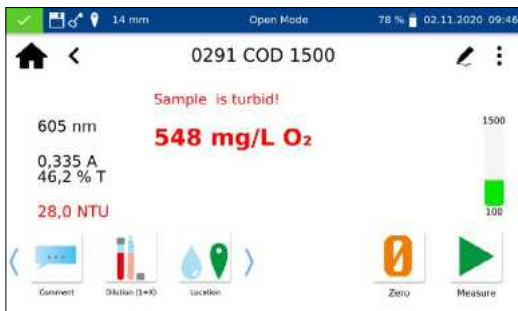 14 mm Open Mode 78 % 02.11.2020 09:46
0291 COD 1500
Sample is turbid!
605 nm
548 mg/L O₂
1500
0,335 A
46,2 % T
28,0 NTU
100
Comment Dilution (1+X) Location Zero Measure